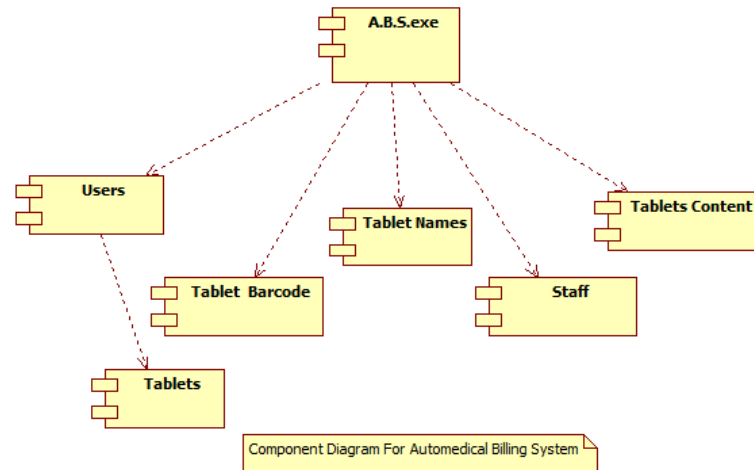 A.B.S.exe
Users
Tablets Content
Tablet Names
Tablet  Barcode
Staff
Tablets
Component Diagram For Automedical Billing System